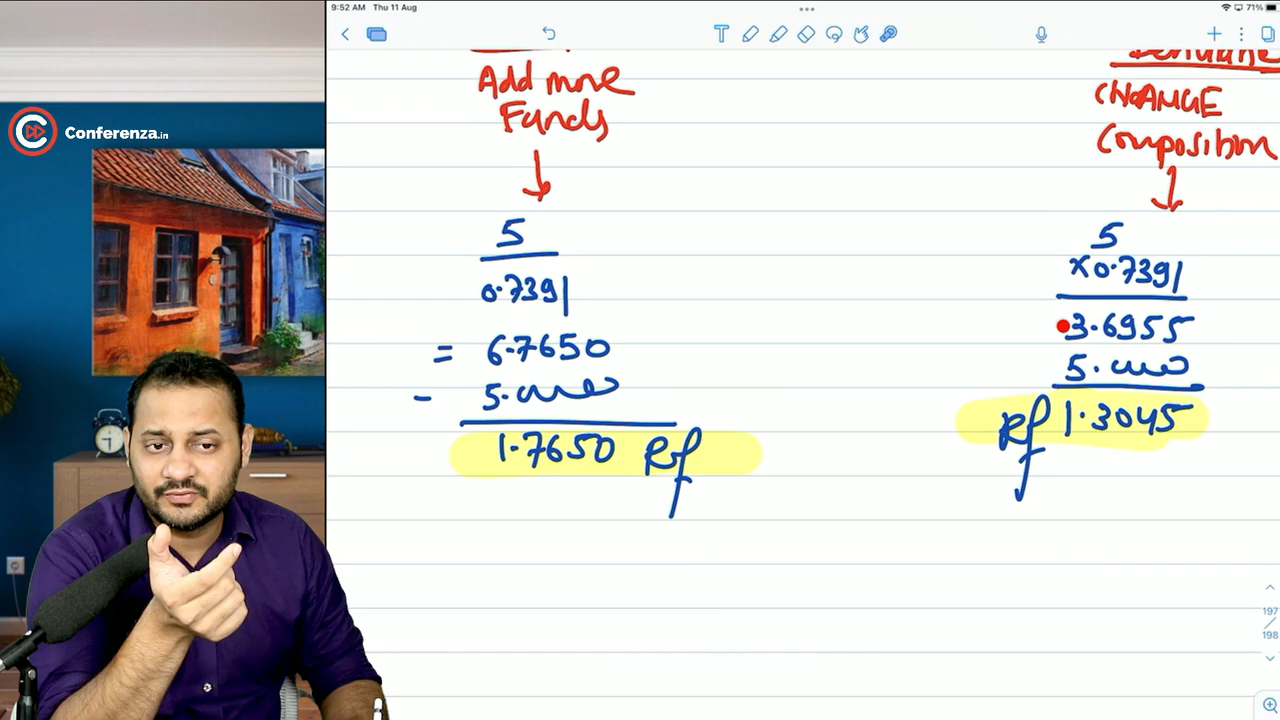 9:52 AM Thu 11 Aug
71%
Conferenza.in
Add more
Funds
5
0.7391
= 6.7650
- 5.000
1.7650 Rf
CHANGE
Composition
5
x0.7391
3.6955
5.000
Rf 1.3045
197
198